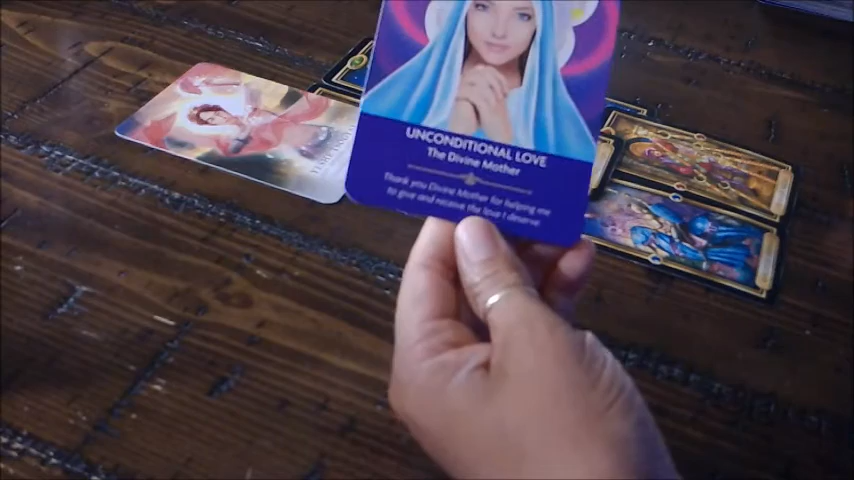 UNCONDITIONAL LOVE
The Divine Mother
Thank you Divine Mother for helping me
to give and receive the love I deserve.